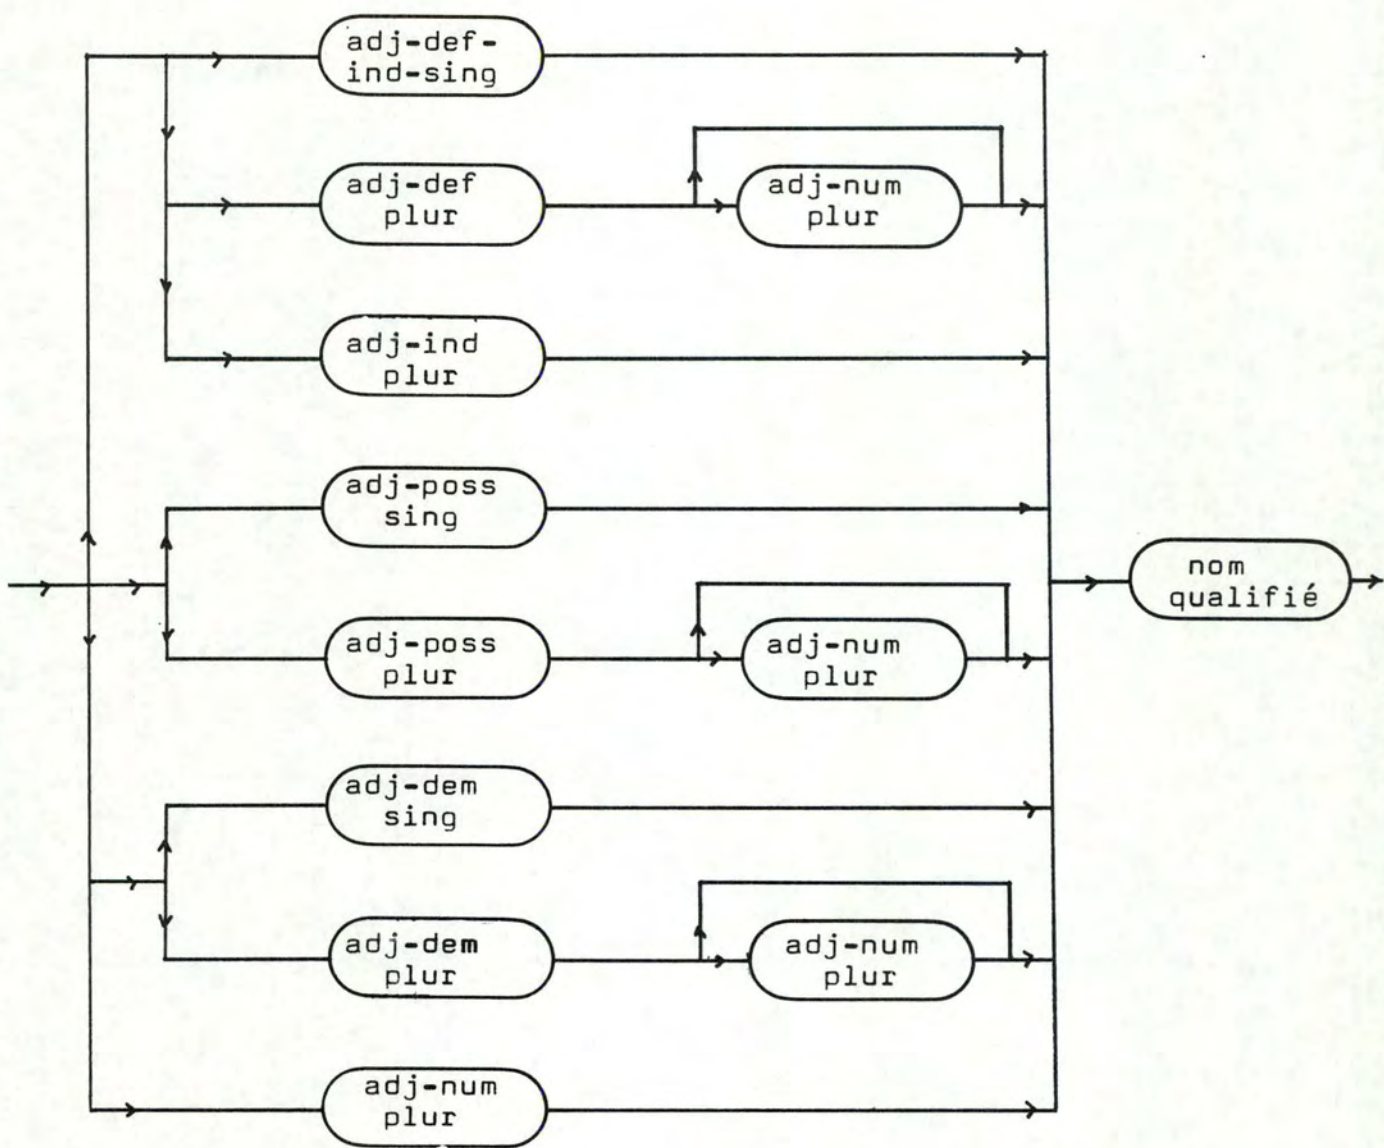 adj-def-
ind-sing
adj-def
plur
adj-num
plur
adj-ind
plur
adj-poss
sing
nom
qualifié
adj-poss
plur
adj-num
plur
adj-dem
sing
adj-dem
plur
adj-num
plur
adj-num
plur